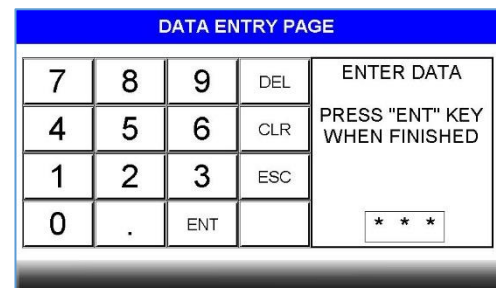 DATA ENTRY PAGE
7 8 9 DEL
4 5 6 CLR
1 2 3 ESC
0 . ENT
ENTER DATA
PRESS "ENT" KEY
WHEN FINISHED
* * *